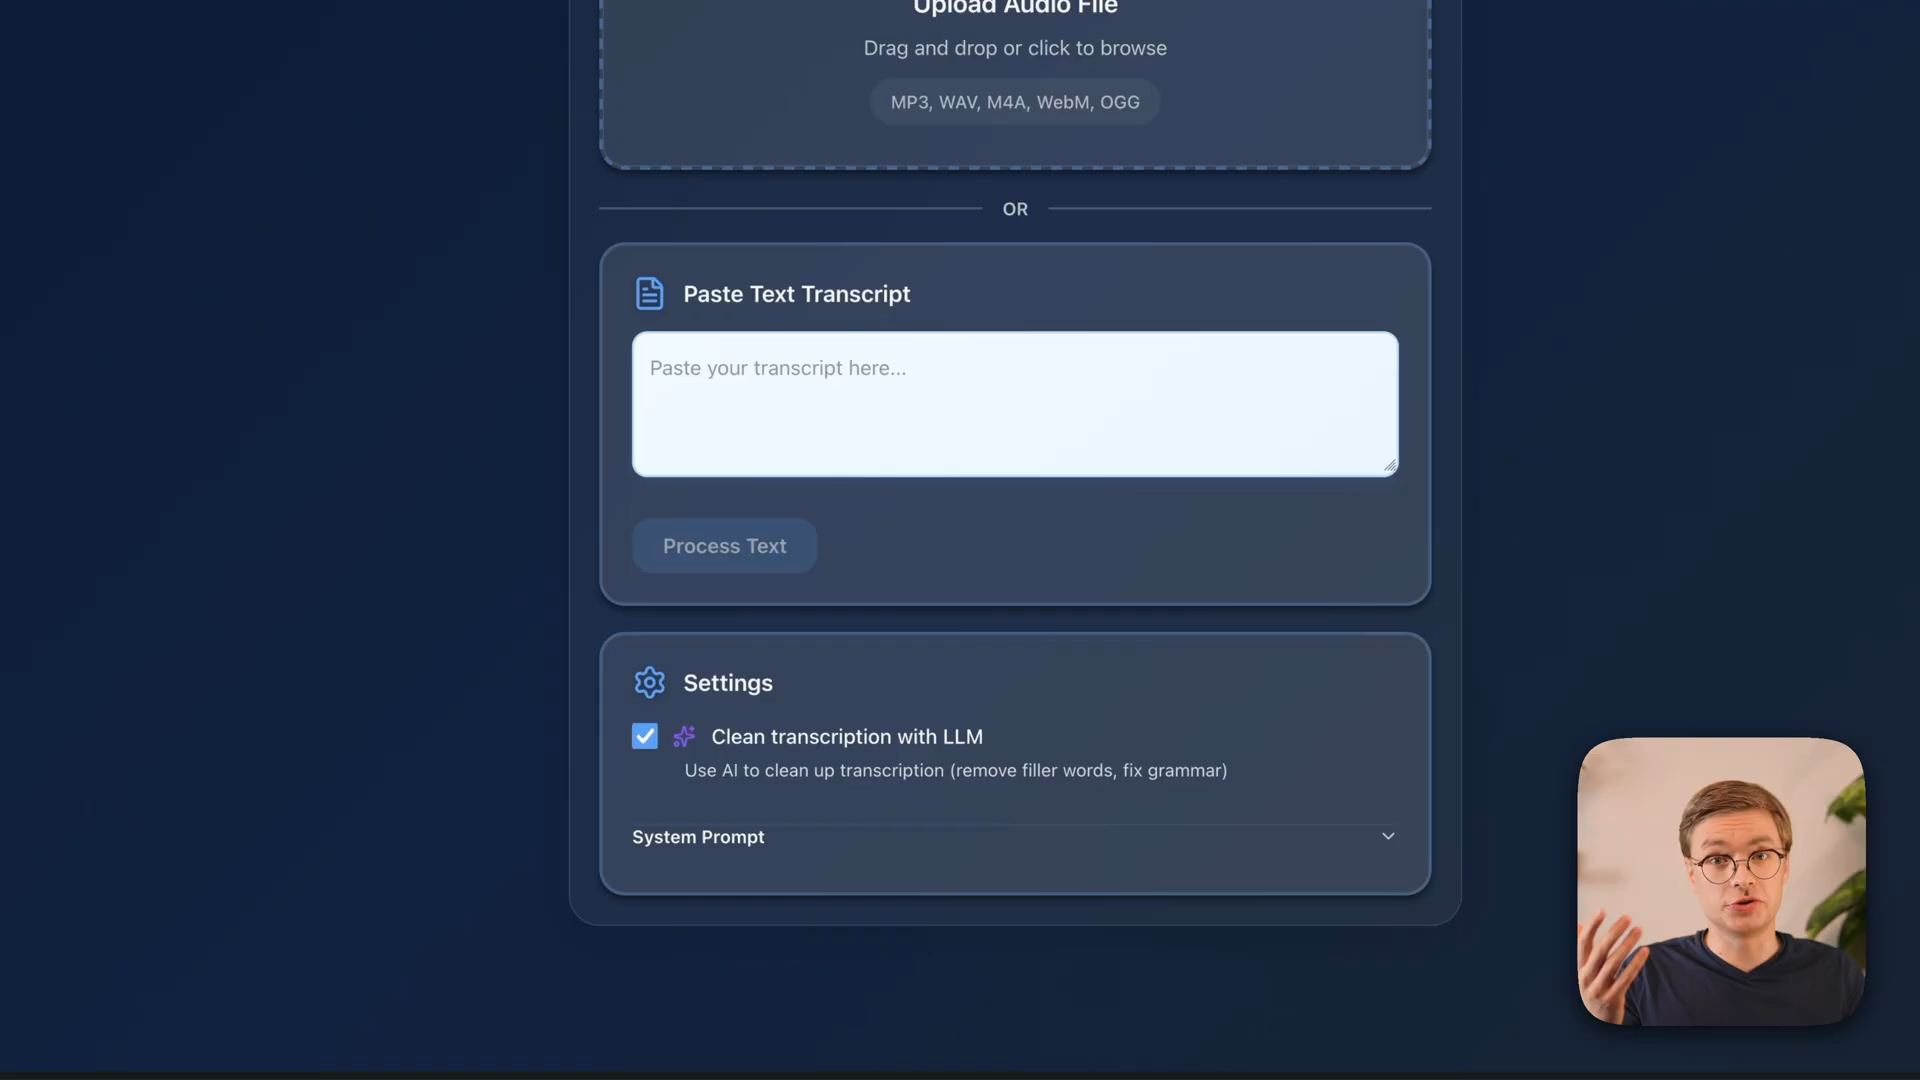 Upload Audio File
Drag and drop or click to browse
MP3, WAV, M4A, WebM, OGG
OR
Paste Text Transcript
Paste your transcript here...
Process Text
Settings
Clean transcription with LLM
Use AI to clean up transcription (remove filler words, fix grammar)
System Prompt